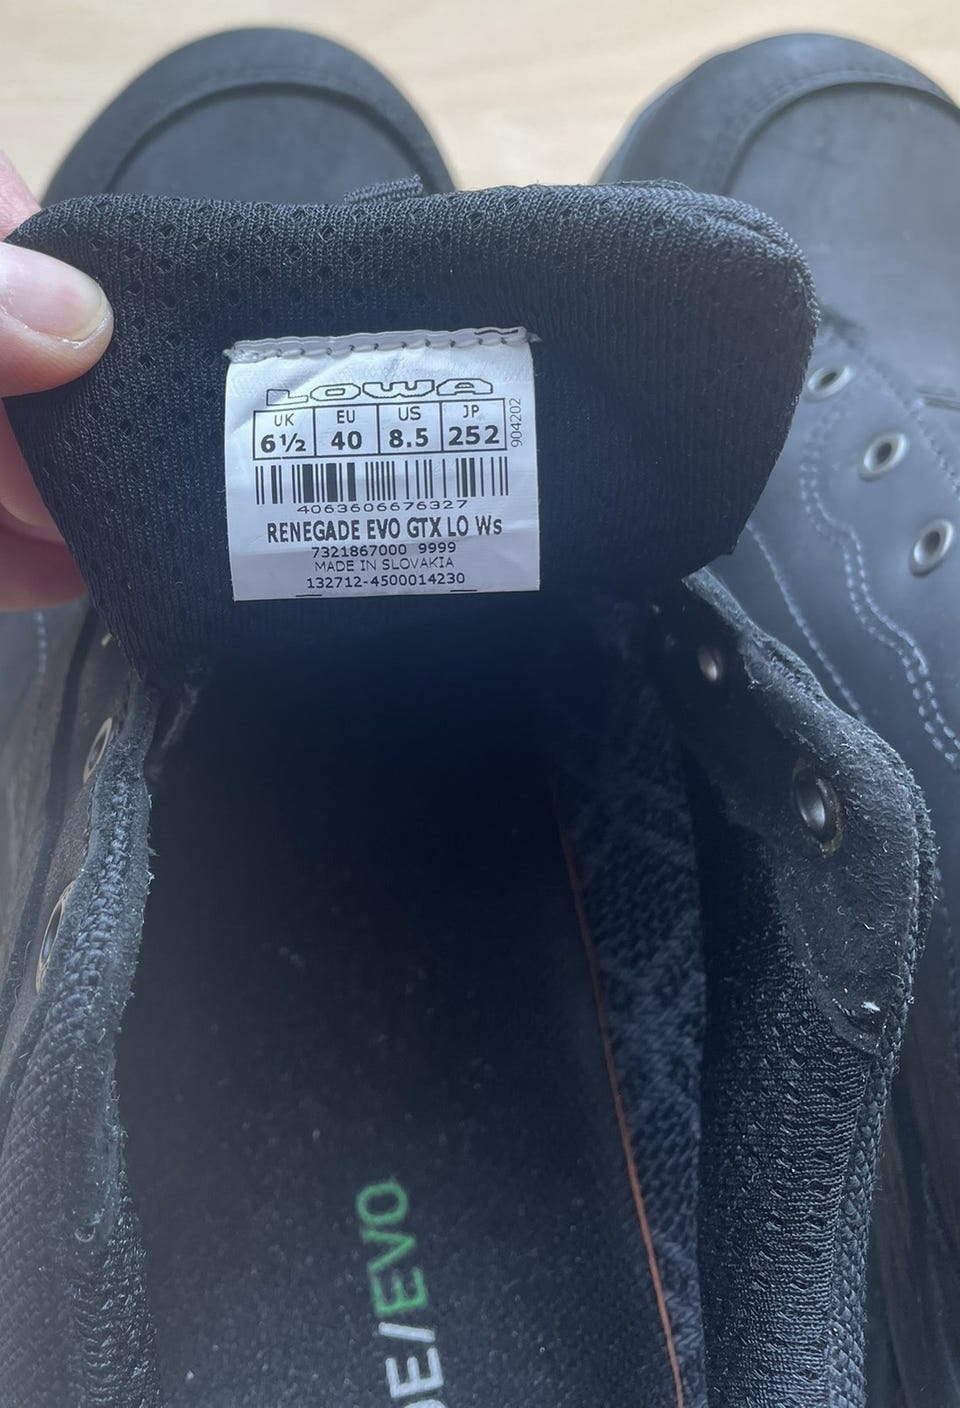 LOWA
UK EU US JP
6½ 40 8.5 252
904202
4063606676327
RENEGADE EVO GTX LO Ws
7321867000 9999
MADE IN SLOVAKIA
132712-4500014230
DE/EVO